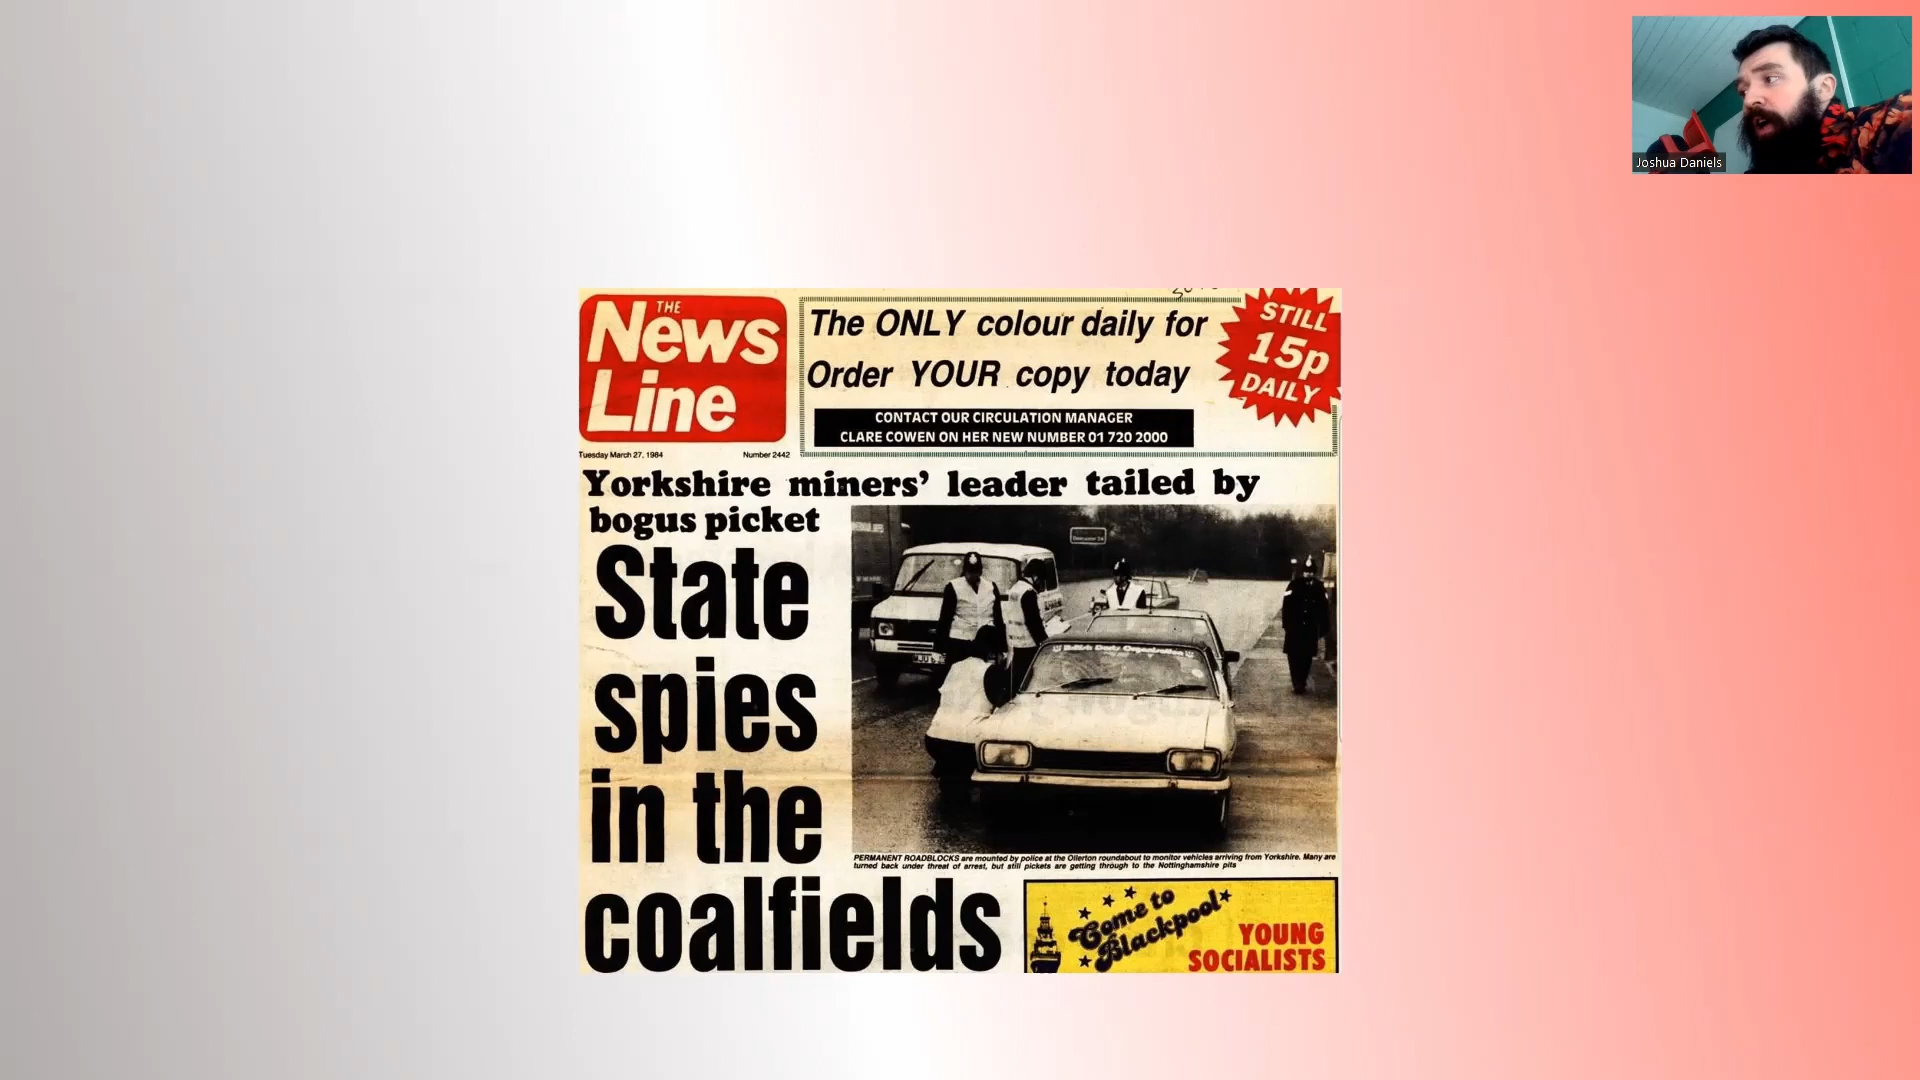 Joshua Daniels
THE
News
Line
The ONLY colour daily for
Order YOUR copy today
CONTACT OUR CIRCULATION MANAGER
CLARE COWEN ON HER NEW NUMBER 01 720 2000
STILL
15p
DAILY
Tuesday March 27, 1984
Number 2442
Yorkshire miners' leader tailed by
bogus picket
State
spies
in the
coalfields
British Darts Organisation
PERMANENT ROADBLOCKS are mounted by police at the Ollerton roundabout to monitor vehicles arriving from Yorkshire. Many are
turned back under threat of arrest, but still pickets are getting through to the Nottinghamshire pits
Come to
Blackpool
YOUNG
SOCIALISTS